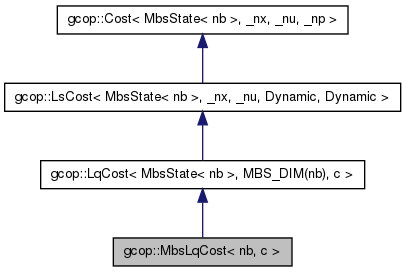 gcop::Cost< MbsState< nb >, _nx, _nu, _np >
gcop::LsCost< MbsState< nb >, _nx, _nu, Dynamic, Dynamic >
gcop::LqCost< MbsState< nb >, MBS_DIM(nb), c >
gcop::MbsLqCost< nb, c >